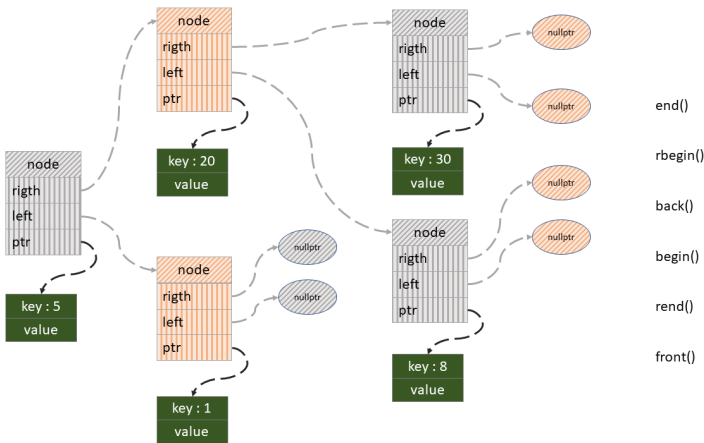 node
rigth
left
ptr
key : 5
value
node
rigth
left
ptr
key : 20
value
node
rigth
left
ptr
key : 1
value
nullptr
nullptr
node
rigth
left
ptr
key : 30
value
nullptr
nullptr
node
rigth
left
ptr
key : 8
value
nullptr
nullptr
end()
rbegin()
back()
begin()
rend()
front()